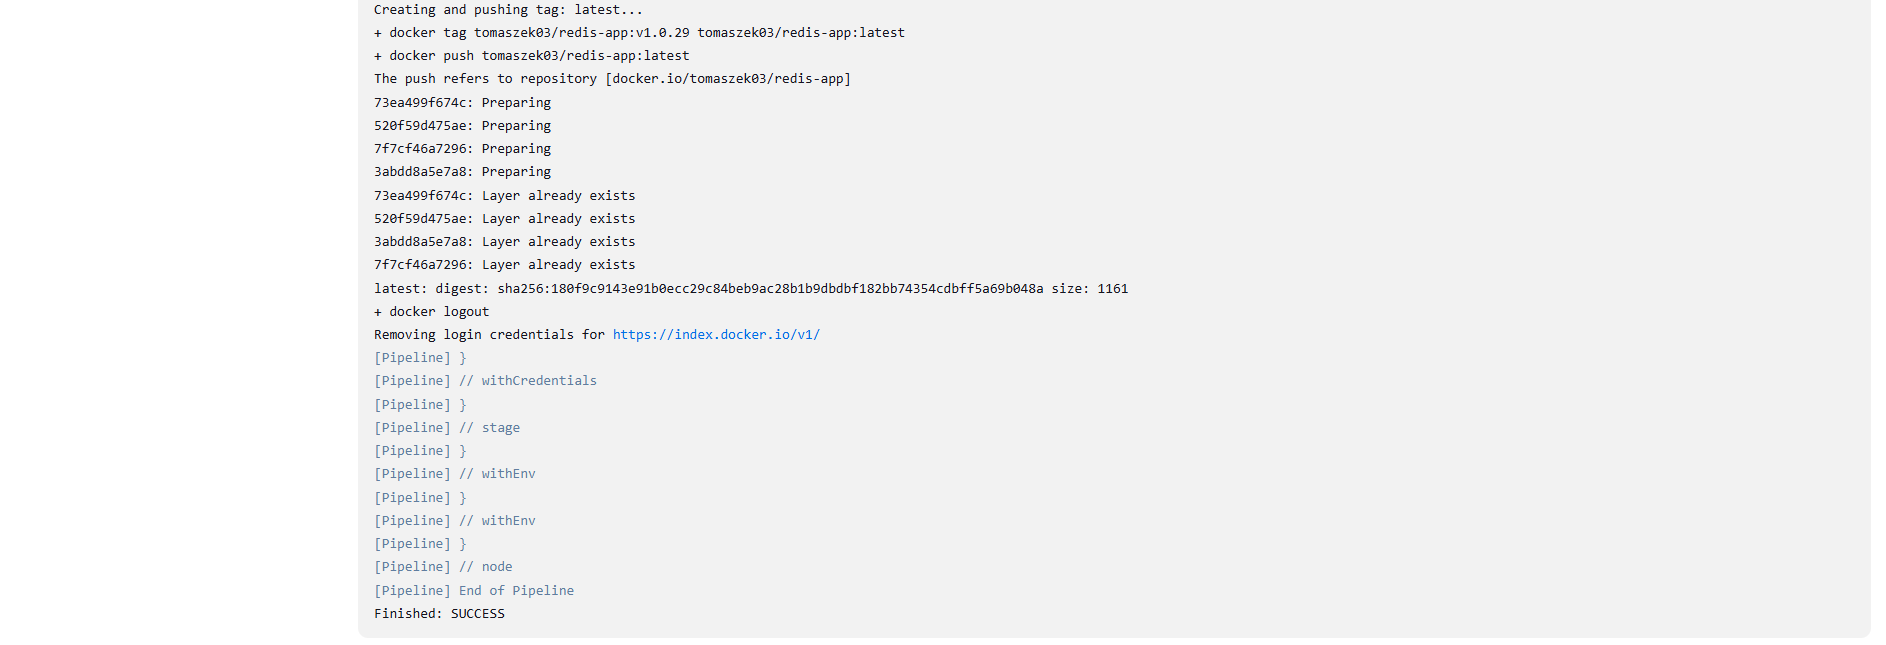 Creating and pushing tag: latest...
+ docker tag tomaszek03/redis-app:v1.0.29 tomaszek03/redis-app:latest
+ docker push tomaszek03/redis-app:latest
The push refers to repository [docker.io/tomaszek03/redis-app]
73ea499f674c: Preparing
520f59d475ae: Preparing
7f7cf46a7296: Preparing
3abdd8a5e7a8: Preparing
73ea499f674c: Layer already exists
520f59d475ae: Layer already exists
3abdd8a5e7a8: Layer already exists
7f7cf46a7296: Layer already exists
latest: digest: sha256:180f9c9143e91b0ecc29c84beb9ac28b1b9dbdbf182bb74354cdbff5a69b048a size: 1161
+ docker logout
Removing login credentials for https://index.docker.io/v1/
[Pipeline] }
[Pipeline] // withCredentials
[Pipeline] }
[Pipeline] // stage
[Pipeline] }
[Pipeline] // withEnv
[Pipeline] }
[Pipeline] // withEnv
[Pipeline] }
[Pipeline] // node
[Pipeline] End of Pipeline
Finished: SUCCESS